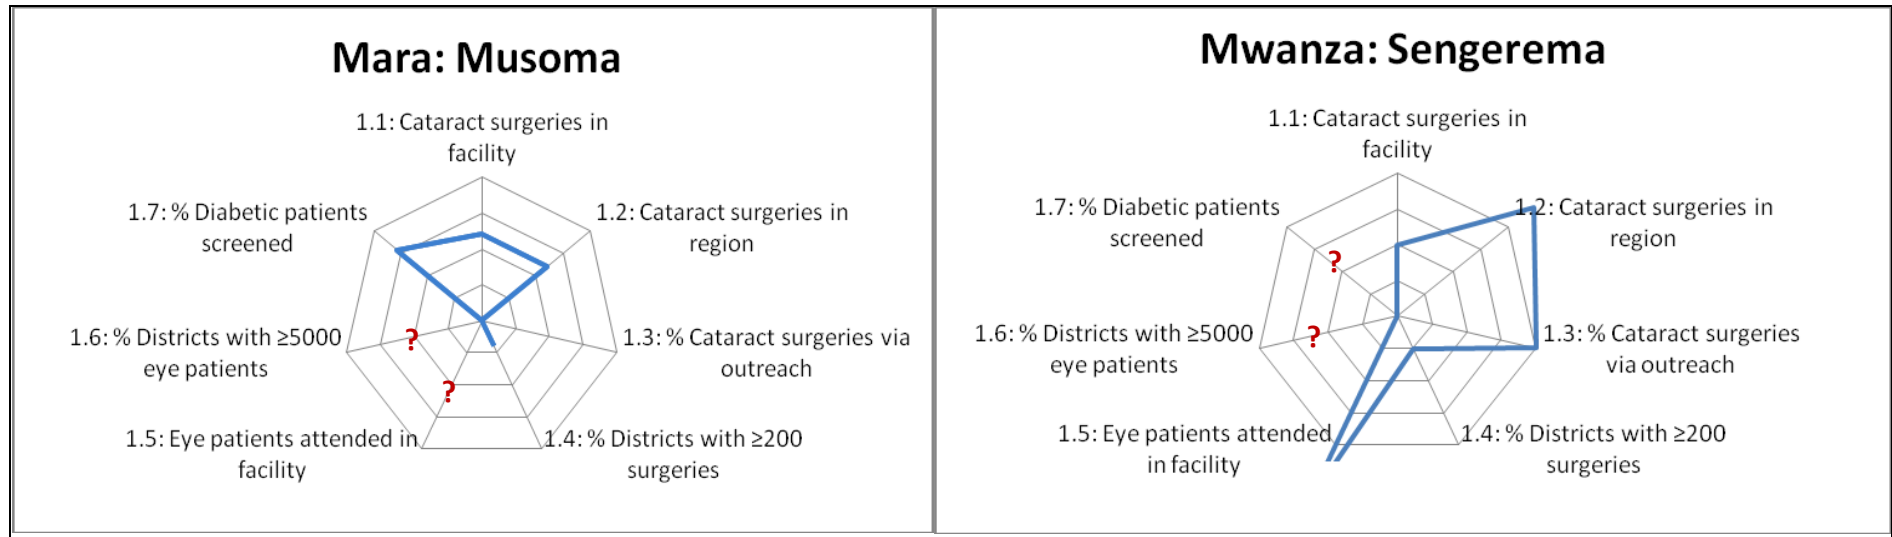 Mara: Musoma
1.1: Cataract surgeries in
facility
1.2: Cataract surgeries in
region
1.3: % Cataract surgeries via
outreach
1.4: % Districts with ≥200
surgeries
1.5: Eye patients attended in
facility
1.6: % Districts with ≥5000
eye patients
1.7: % Diabetic patients
screened
?
?
Mwanza: Sengerema
1.1: Cataract surgeries in
facility
1.2: Cataract surgeries in
region
1.3: % Cataract surgeries
via outreach
1.4: % Districts with ≥200
surgeries
1.5: Eye patients attended
in facility
1.6: % Districts with ≥5000
eye patients
1.7: % Diabetic patients
screened
?
?